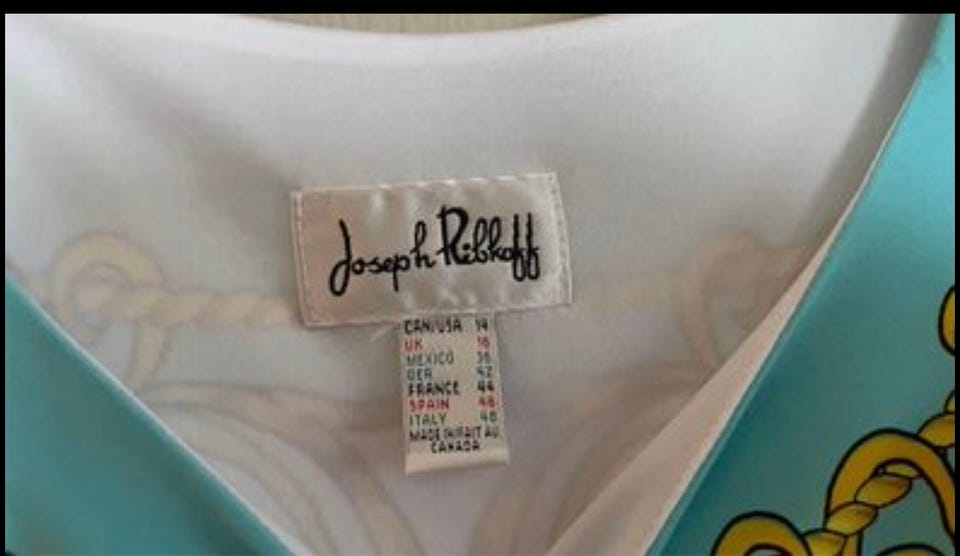 Joseph Ribkoff
CAN/USA 14
UK 16
MEXICO 38
GER 42
FRANCE 44
SPAIN 46
ITALY 48
MADE IN/FAIT AU
CANADA